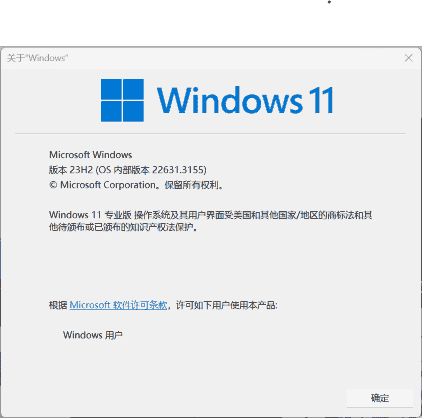 关于“Windows”
Windows 11
Microsoft Windows
版本 23H2 (OS 内部版本 22631.3155)
© Microsoft Corporation。保留所有权利。
Windows 11 专业版 操作系统及其用户界面受美国和其他国家/地区的商标法和其
他待颁布或已颁布的知识产权法保护。
根据 Microsoft 软件许可条款，许可如下用户使用本产品:
Windows 用户
确定